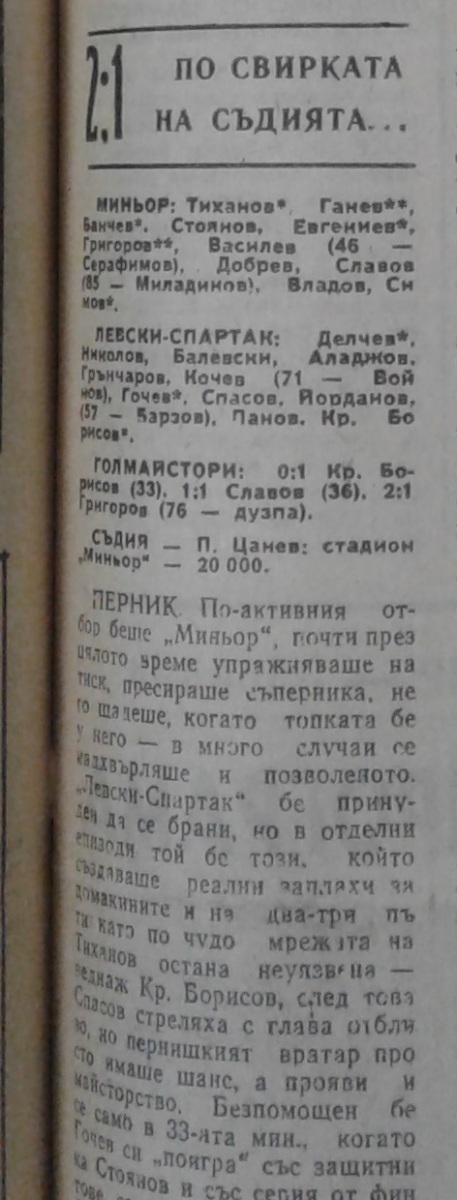 2:1
ПО СВИРКАТА
НА СЪДИЯТА...
МИНЬОР: Тиханов*, Ганев**,
Банчев*, Стоянов, Евгениев*,
Григоров**, Василев (46 —
Серафимов), Добрев, Славов
(85 — Миладинов), Владов, Си
мов*.
ЛЕВСКИ-СПАРТАК: Делчев*,
Николов, Балевски, Аладжов,
Грънчаров, Кочев (71 — Вой
нов), Гочев*, Спасов, Йорданов,
(57 — Барзов), Панов, Кр. Бо
рисов*.
ГОЛМАЙСТОРИ: 0:1 Кр. Бо-
рисов (33), 1:1 Славов (36), 2:1
Григоров (76 — дузпа).
СЪДИЯ — П. Цанев; стадион
„Миньор“ — 20 000.
ПЕРНИК. По-активния от-
бор беше „Миньор“, почти през
цялото време упражняваше на
тиск, пресираше съперника, не
го щадеше, когато топката бе
у него — в много случаи се
надхвърляше и позволеното.
„Левски-Спартак“ бе прину-
ден да се брани, но в отделни
епизоди той бе този, който
създаваше реални заплахи за
домакините и на два-три пъ
ти като по чудо мрежата на
Тиханов остана неуязвена —
веднаж Кр. Борисов, след това
Спасов стреляха с глава отбли
зо, но пернишкият вратар про
сто имаше шанс, а прояви и
майсторство. Безпомощен бе
се само в 33-ята мин., когато
Гочев си „поигра“ със защитни
ка Стоянов и със серия от фин
тове